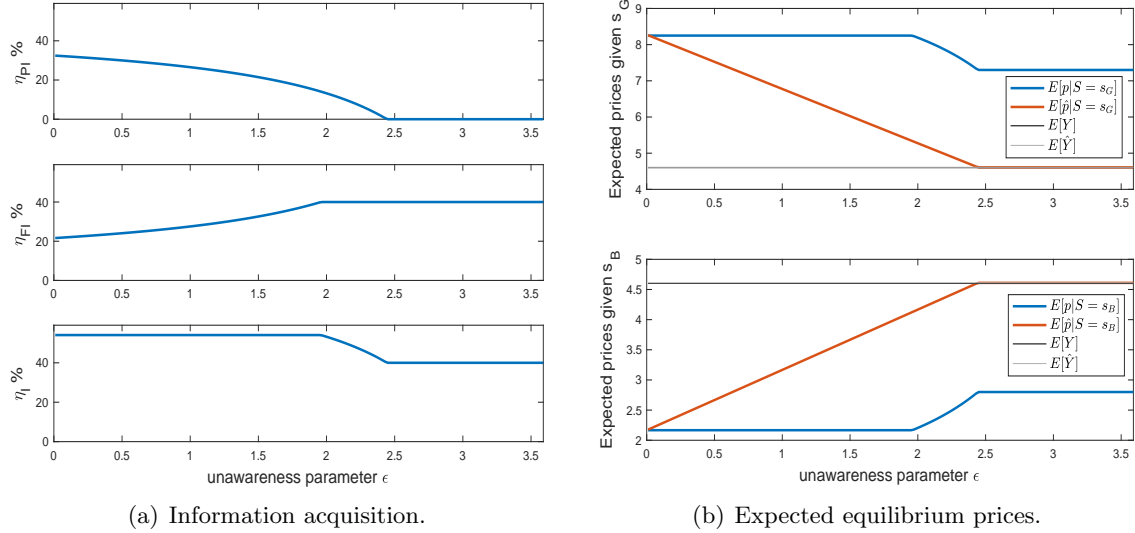 η_PI %
40
20
0
0 0.5 1 1.5 2 2.5 3 3.5
η_FI %
40
20
0
0 0.5 1 1.5 2 2.5 3 3.5
η_I %
40
20
0
0 0.5 1 1.5 2 2.5 3 3.5
unawareness parameter ϵ
(a) Information acquisition.
Expected prices given s_G
9
8
7
6
5
4
0 0.5 1 1.5 2 2.5 3 3.5
E[p|S = s_G]
E[p̂|S = s_G]
E[Y]
E[Ŷ]
Expected prices given s_B
5
4.5
4
3.5
3
2.5
2
0 0.5 1 1.5 2 2.5 3 3.5
E[p|S = s_B]
E[p̂|S = s_B]
E[Y]
E[Ŷ]
unawareness parameter ϵ
(b) Expected equilibrium prices.